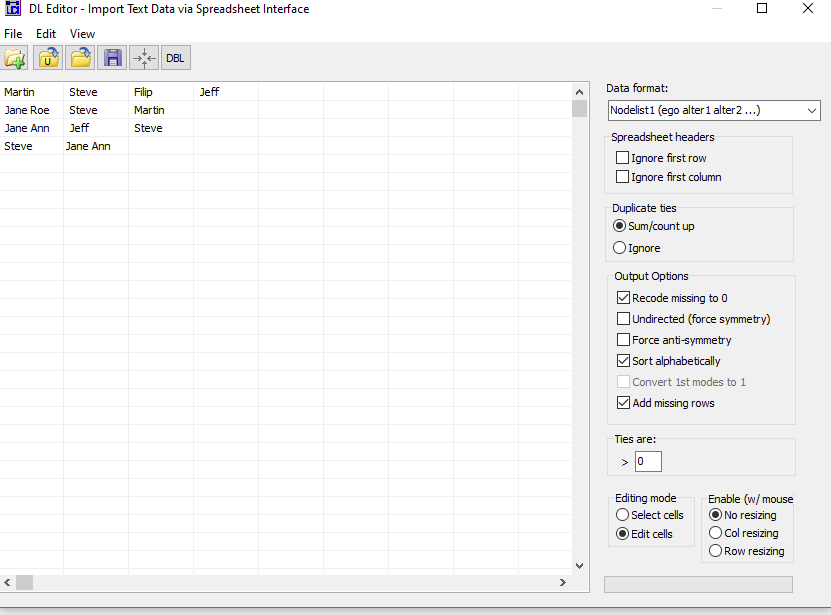 DL Editor - Import Text Data via Spreadsheet Interface
File Edit View
U DBL
Martin Steve Filip Jeff
Jane Roe Steve Martin
Jane Ann Jeff Steve
Steve Jane Ann
Data format:
Nodelist1 (ego alter1 alter2 ...)
Spreadsheet headers
Ignore first row
Ignore first column
Duplicate ties
Sum/count up
Ignore
Output Options
Recode missing to 0
Undirected (force symmetry)
Force anti-symmetry
Sort alphabetically
Convert 1st modes to 1
Add missing rows
Ties are:
> 0
Editing mode
Select cells
Edit cells
Enable (w/ mouse
No resizing
Col resizing
Row resizing